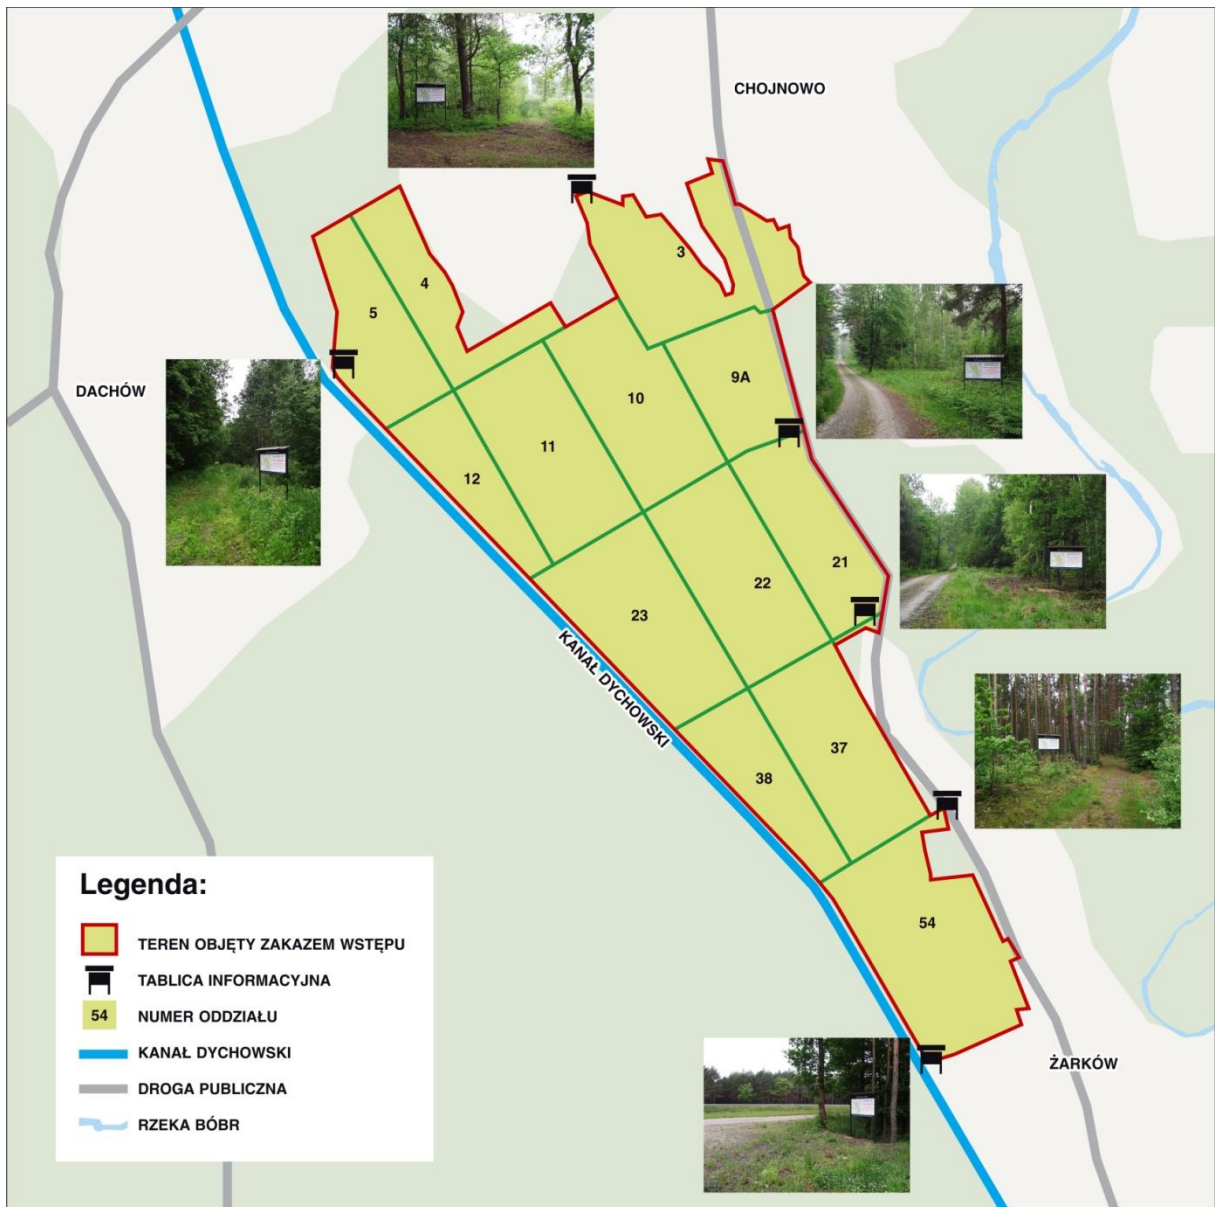 CHOJNOWO
3
4
5
DACHÓW
9A
10
11
12
21
22
23
KANAŁ DYCHOWSKI
37
38
54
ŻARKÓW
Legenda:
TEREN OBJĘTY ZAKAZEM WSTĘPU
TABLICA INFORMACYJNA
54 NUMER ODDZIAŁU
KANAŁ DYCHOWSKI
DROGA PUBLICZNA
RZEKA BÓBR